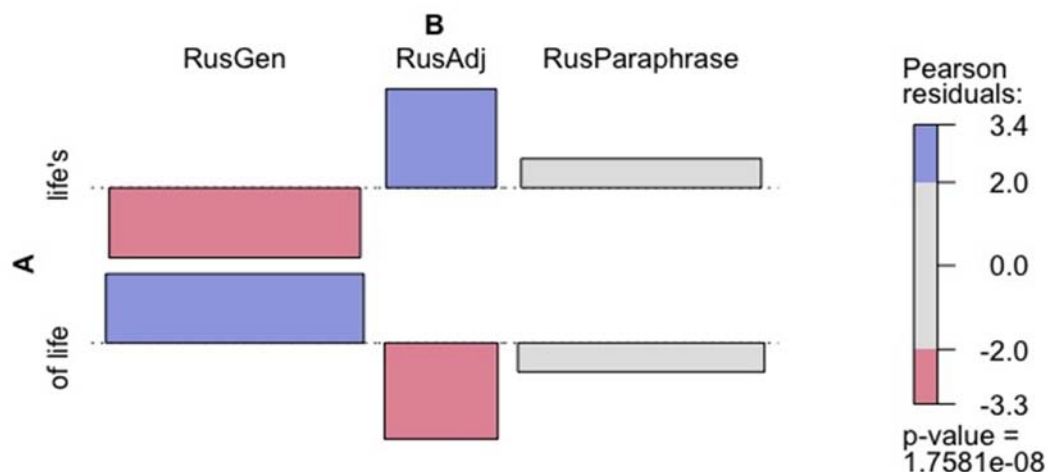 B
RusGen RusAdj RusParaphrase
A
life's
of life
Pearson
residuals:
3.4
2.0
0.0
-2.0
-3.3
p-value =
1.7581e-08